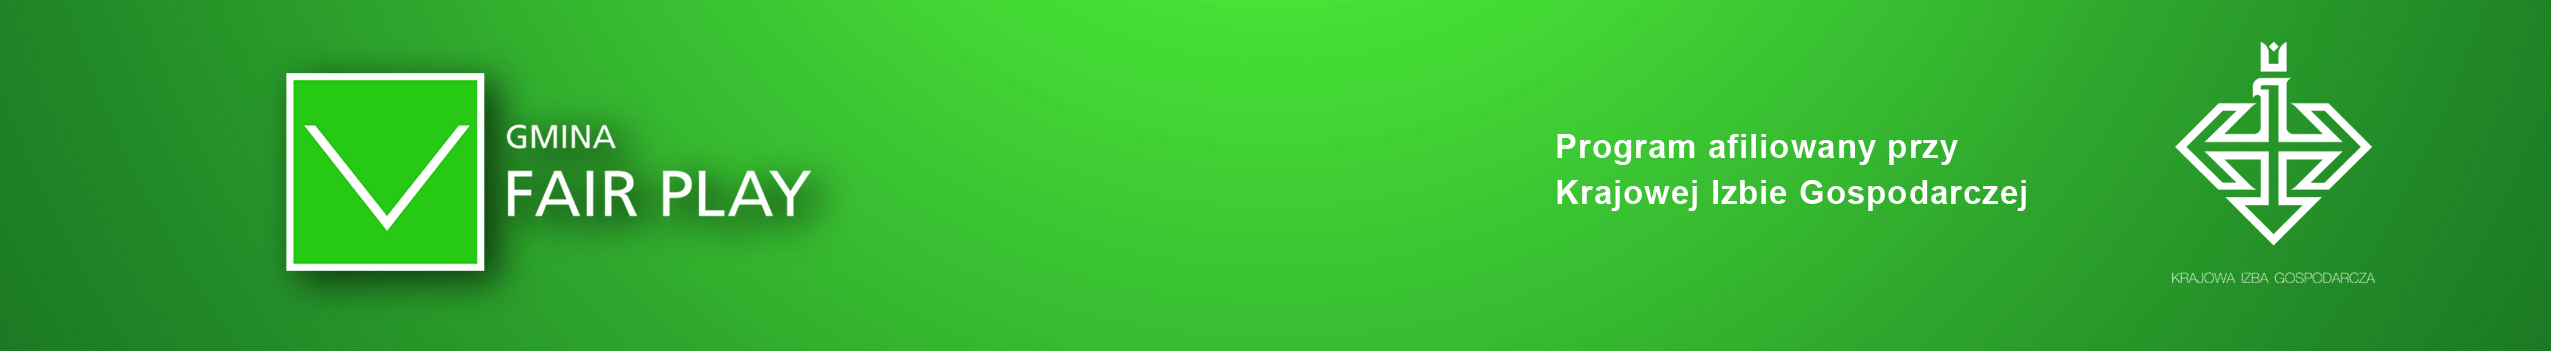 GMINA
FAIR PLAY
Program afiliowany przy
Krajowej Izbie Gospodarczej
KRAJOWA IZBA GOSPODARCZA